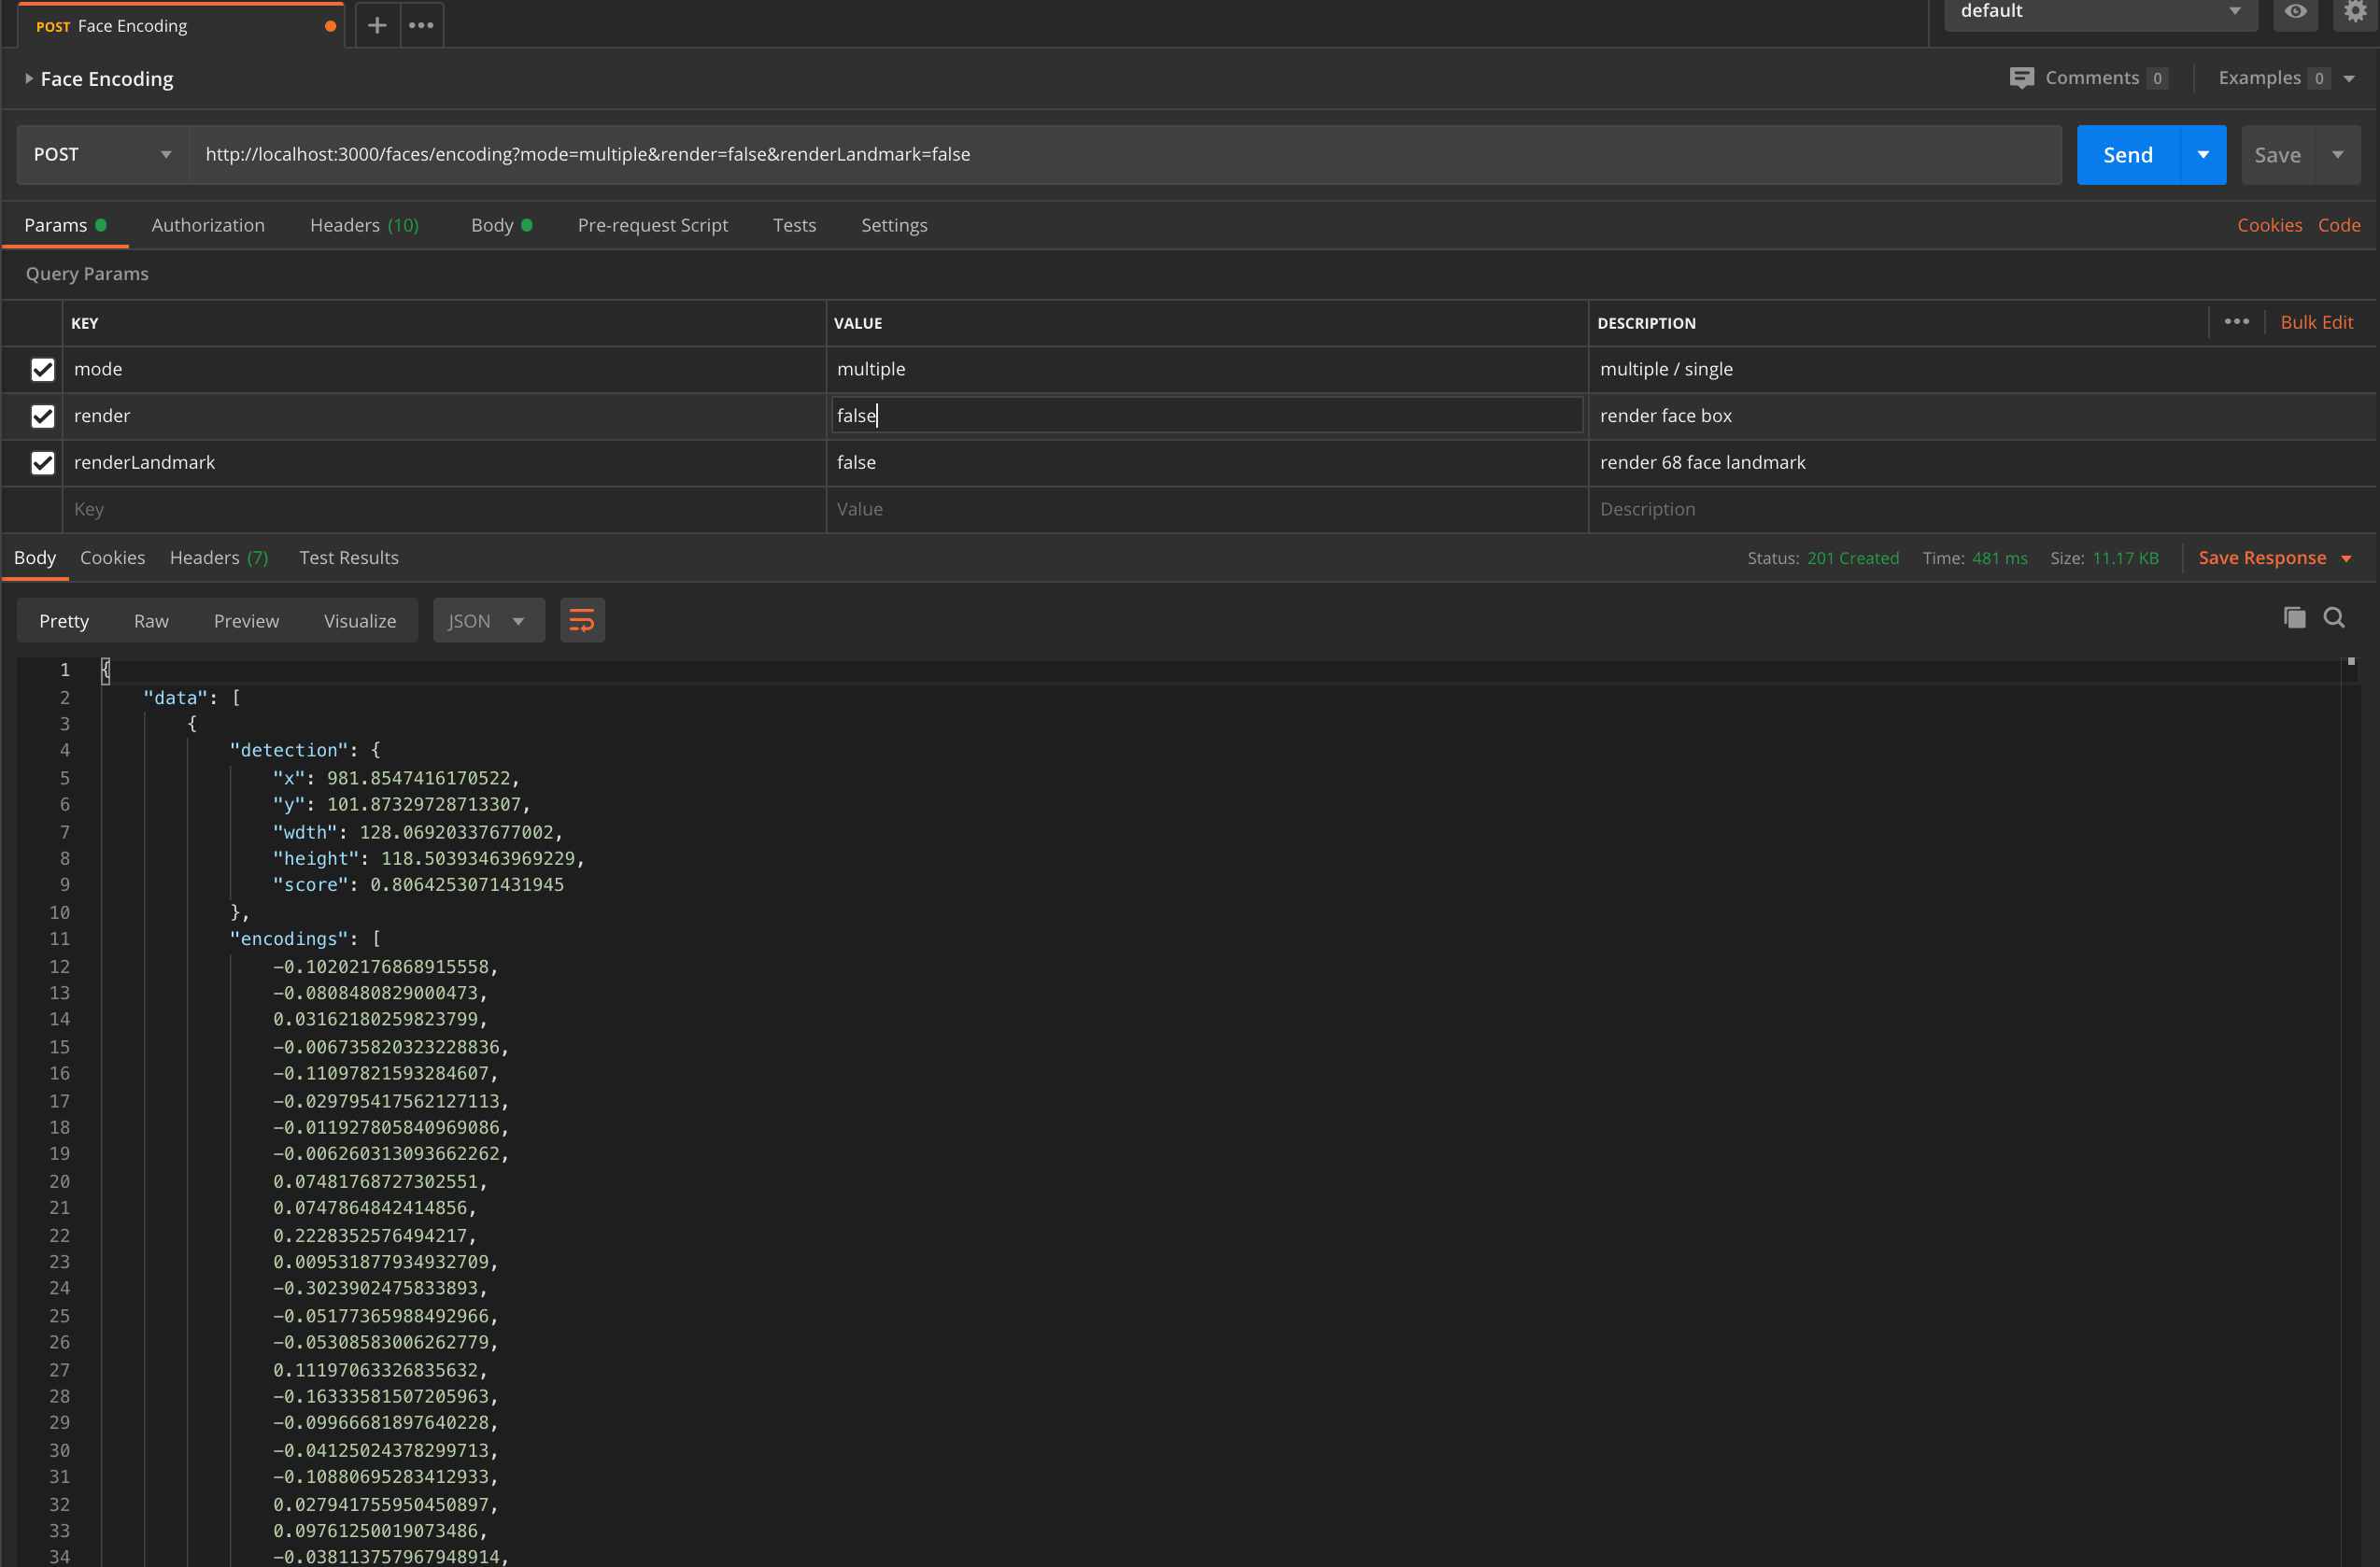 POST Face Encoding
default
Face Encoding
Comments 0
Examples 0
POST
http://localhost:3000/faces/encoding?mode=multiple&render=false&renderLandmark=false
Send
Save
Params
Authorization
Headers (10)
Body
Pre-request Script
Tests
Settings
Cookies Code
Query Params
KEY VALUE DESCRIPTION
Bulk Edit
mode multiple multiple / single
render false render face box
renderLandmark false render 68 face landmark
Key Value Description
Body Cookies Headers (7) Test Results
Status: 201 Created Time: 481 ms Size: 11.17 KB Save Response
Pretty Raw Preview Visualize JSON
1 {
2 "data": [
3 {
4 "detection": {
5 "x": 981.8547416170522,
6 "y": 101.87329728713307,
7 "wdth": 128.06920337677002,
8 "height": 118.50393463969229,
9 "score": 0.8064253071431945
10 },
11 "encodings": [
12 -0.10202176868915558,
13 -0.0808480829000473,
14 0.03162180259823799,
15 -0.006735820323228836,
16 -0.11097821593284607,
17 -0.029795417562127113,
18 -0.011927805840969086,
19 -0.006260313093662262,
20 0.07481768727302551,
21 0.0747864842414856,
22 0.2228352576494217,
23 0.009531877934932709,
24 -0.3023902475833893,
25 -0.05177365988492966,
26 -0.05308583006262779,
27 0.11197063326835632,
28 -0.16333581507205963,
29 -0.09966681897640228,
30 -0.04125024378299713,
31 -0.10880695283412933,
32 0.027941755950450897,
33 0.09761250019073486,
34 -0.038113757967948914,